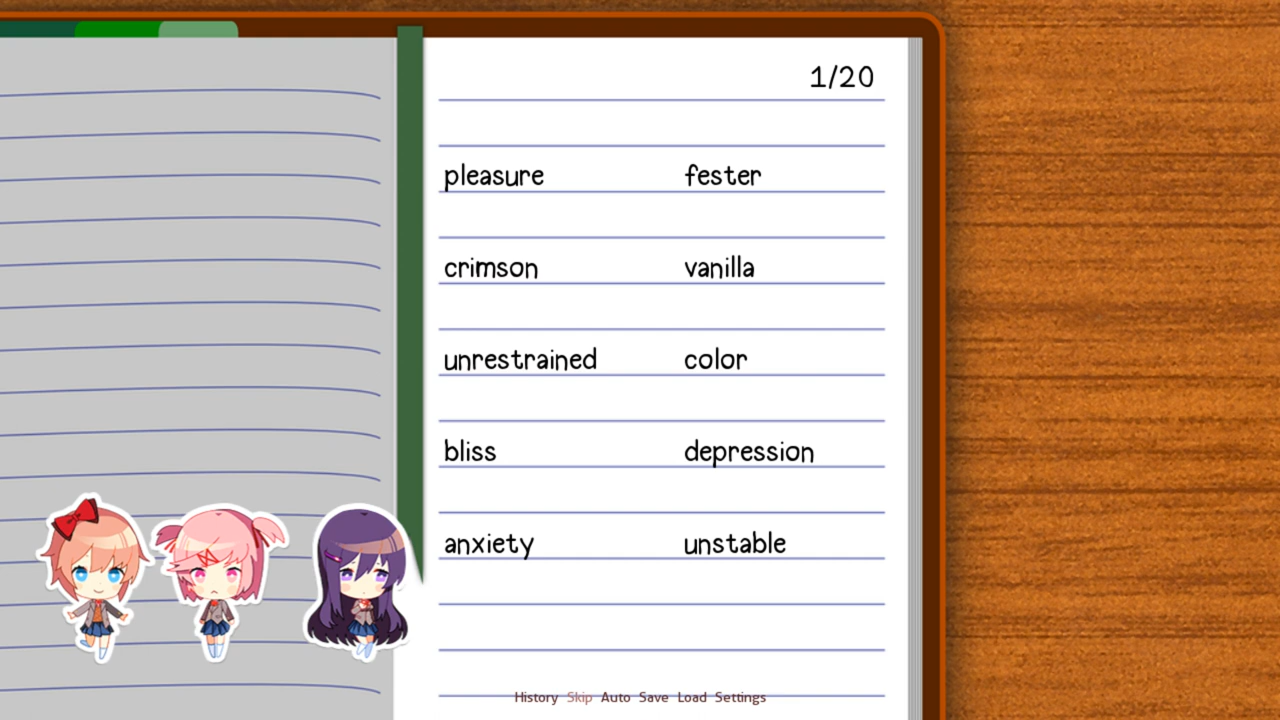 1/20
pleasure fester
crimson vanilla
unrestrained color
bliss depression
anxiety unstable
History Skip Auto Save Load Settings